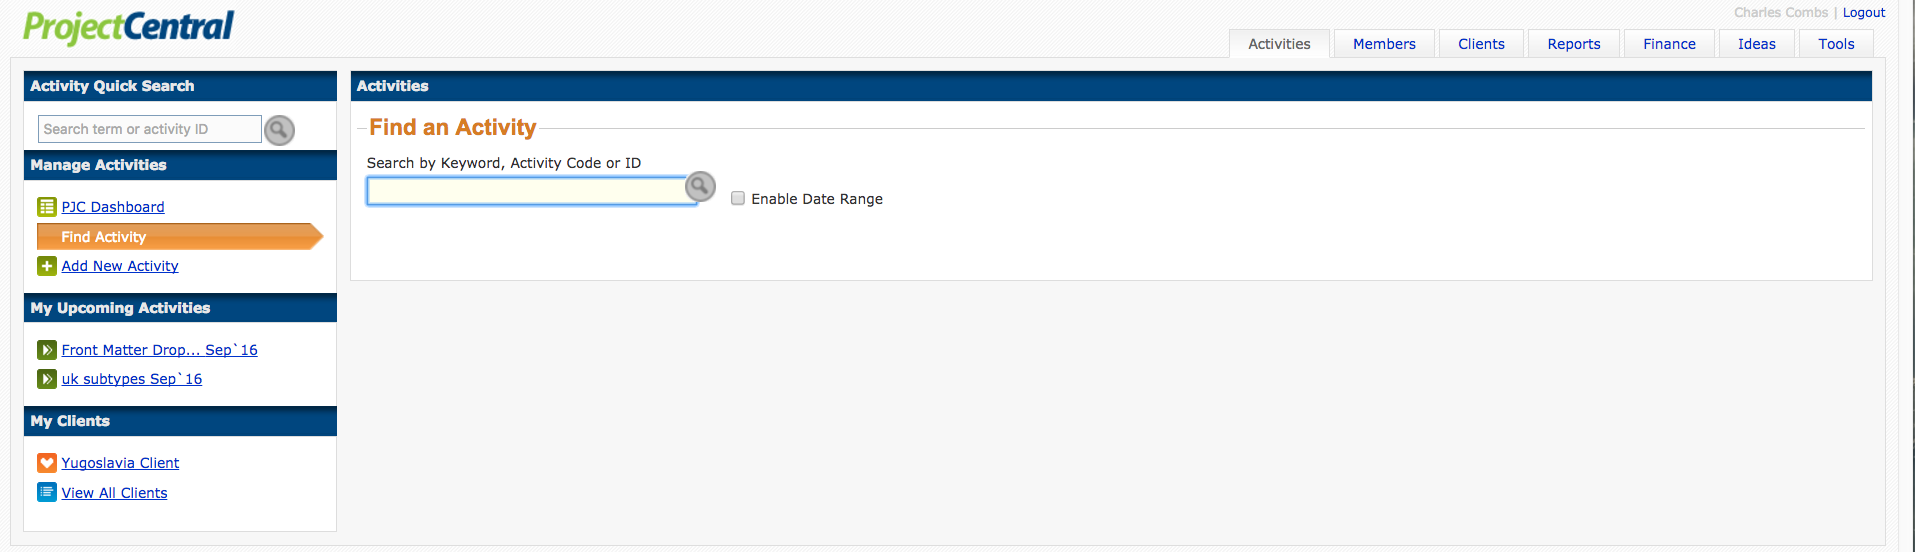 ProjectCentral
Charles Combs | Logout
Activities Members Clients Reports Finance Ideas Tools
Activity Quick Search
Search term or activity ID
Manage Activities
PJC Dashboard
Find Activity
Add New Activity
My Upcoming Activities
Front Matter Drop... Sep`16
uk subtypes Sep`16
My Clients
Yugoslavia Client
View All Clients
Activities
Find an Activity
Search by Keyword, Activity Code or ID
Enable Date Range